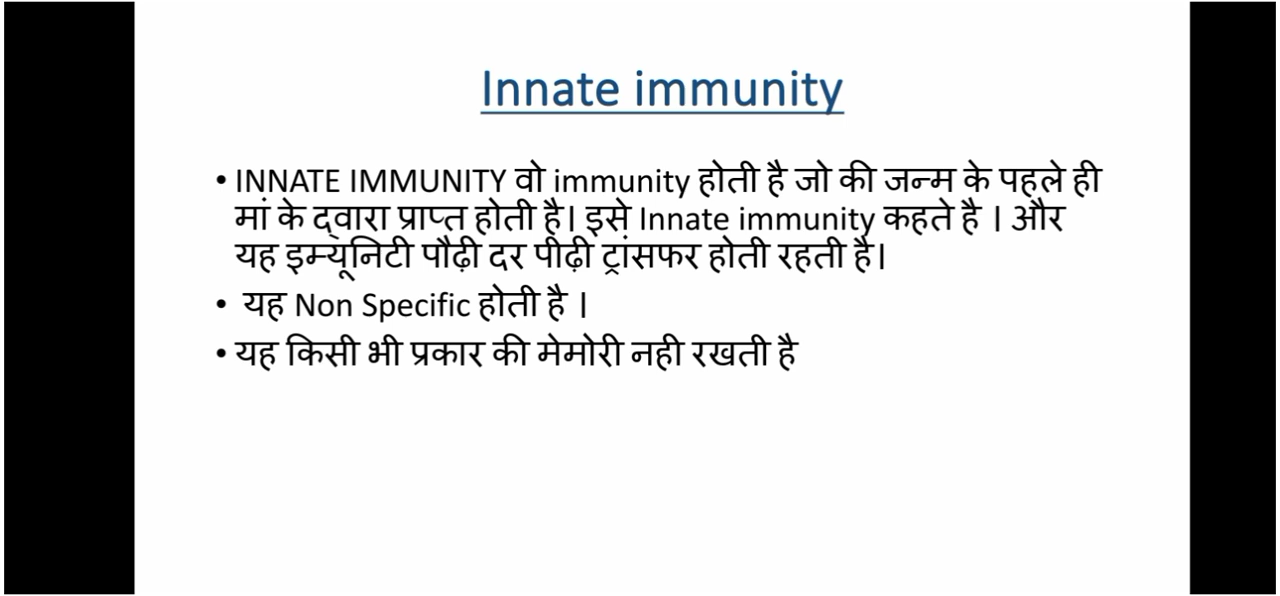 Innate immunity
• INNATE IMMUNITY वो immunity होती है जो की जन्म के पहले ही
मां के द्वारा प्राप्त होती है। इसे Innate immunity कहते है । और
यह इम्यूनिटी पौढ़ी दर पीढ़ी ट्रांसफर होती रहती है।
• यह Non Specific होती है ।
• यह किसी भी प्रकार की मेमोरी नही रखती है